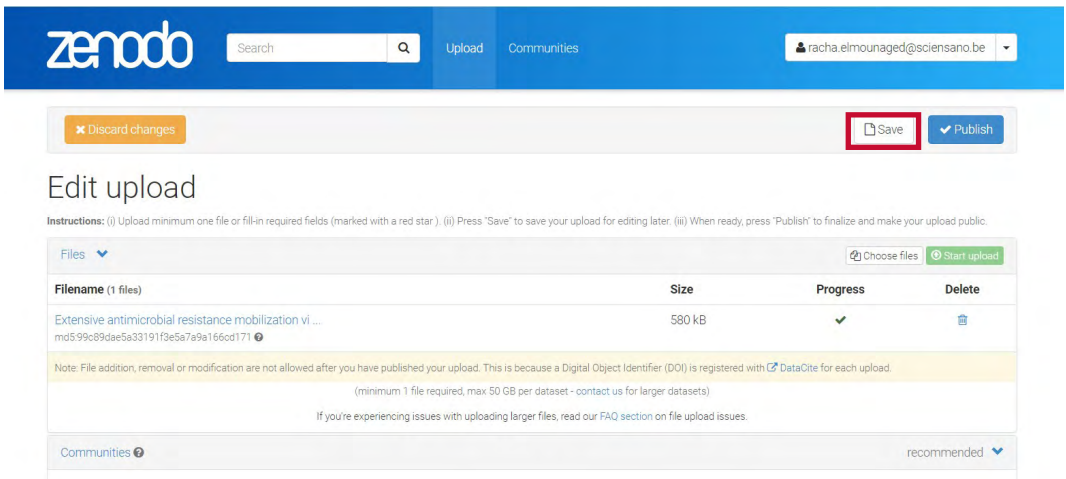 zenodo
Search
Upload
Communities
racha.elmounaged@sciensano.be
Discard changes
Save
Publish
Edit upload
Instructions: (i) Upload minimum one file or fill-in required fields (marked with a red star ). (ii) Press "Save" to save your upload for editing later. (iii) When ready, press "Publish" to finalize and make your upload public.
Files
Choose files
Start upload
Filename (1 files) Size Progress Delete
Extensive antimicrobial resistance mobilization vi ... 580 kB
md5:99c89dae5a33191f3e5a7a9a166cd171
Note: File addition, removal or modification are not allowed after you have published your upload. This is because a Digital Object Identifier (DOI) is registered with DataCite for each upload.
(minimum 1 file required, max 50 GB per dataset - contact us for larger datasets)
If you're experiencing issues with uploading larger files, read our FAQ section on file upload issues.
Communities recommended